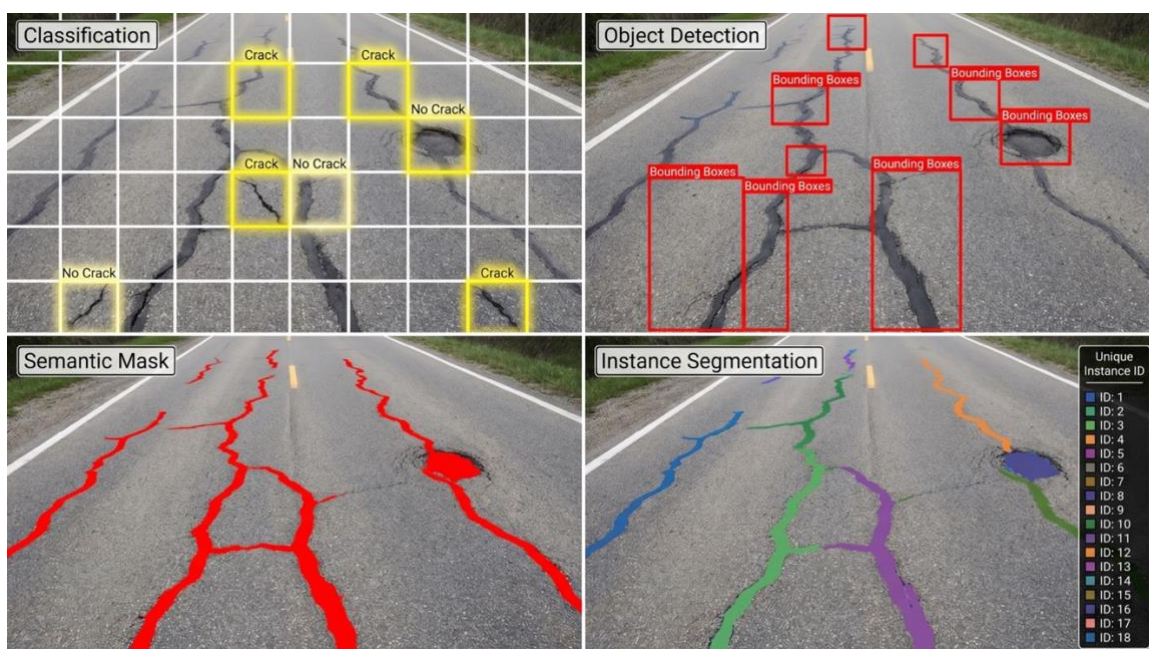 Classification
Crack
Crack
No Crack
Crack
No Crack
No Crack
Crack
Object Detection
Bounding Boxes
Bounding Boxes
Bounding Boxes
Bounding Boxes
Bounding Boxes
Bounding Boxes
Semantic Mask
Instance Segmentation
Unique
Instance ID
ID: 1
ID: 2
ID: 3
ID: 4
ID: 5
ID: 6
ID: 7
ID: 8
ID: 9
ID: 10
ID: 11
ID: 12
ID: 13
ID: 14
ID: 15
ID: 16
ID: 17
ID: 18